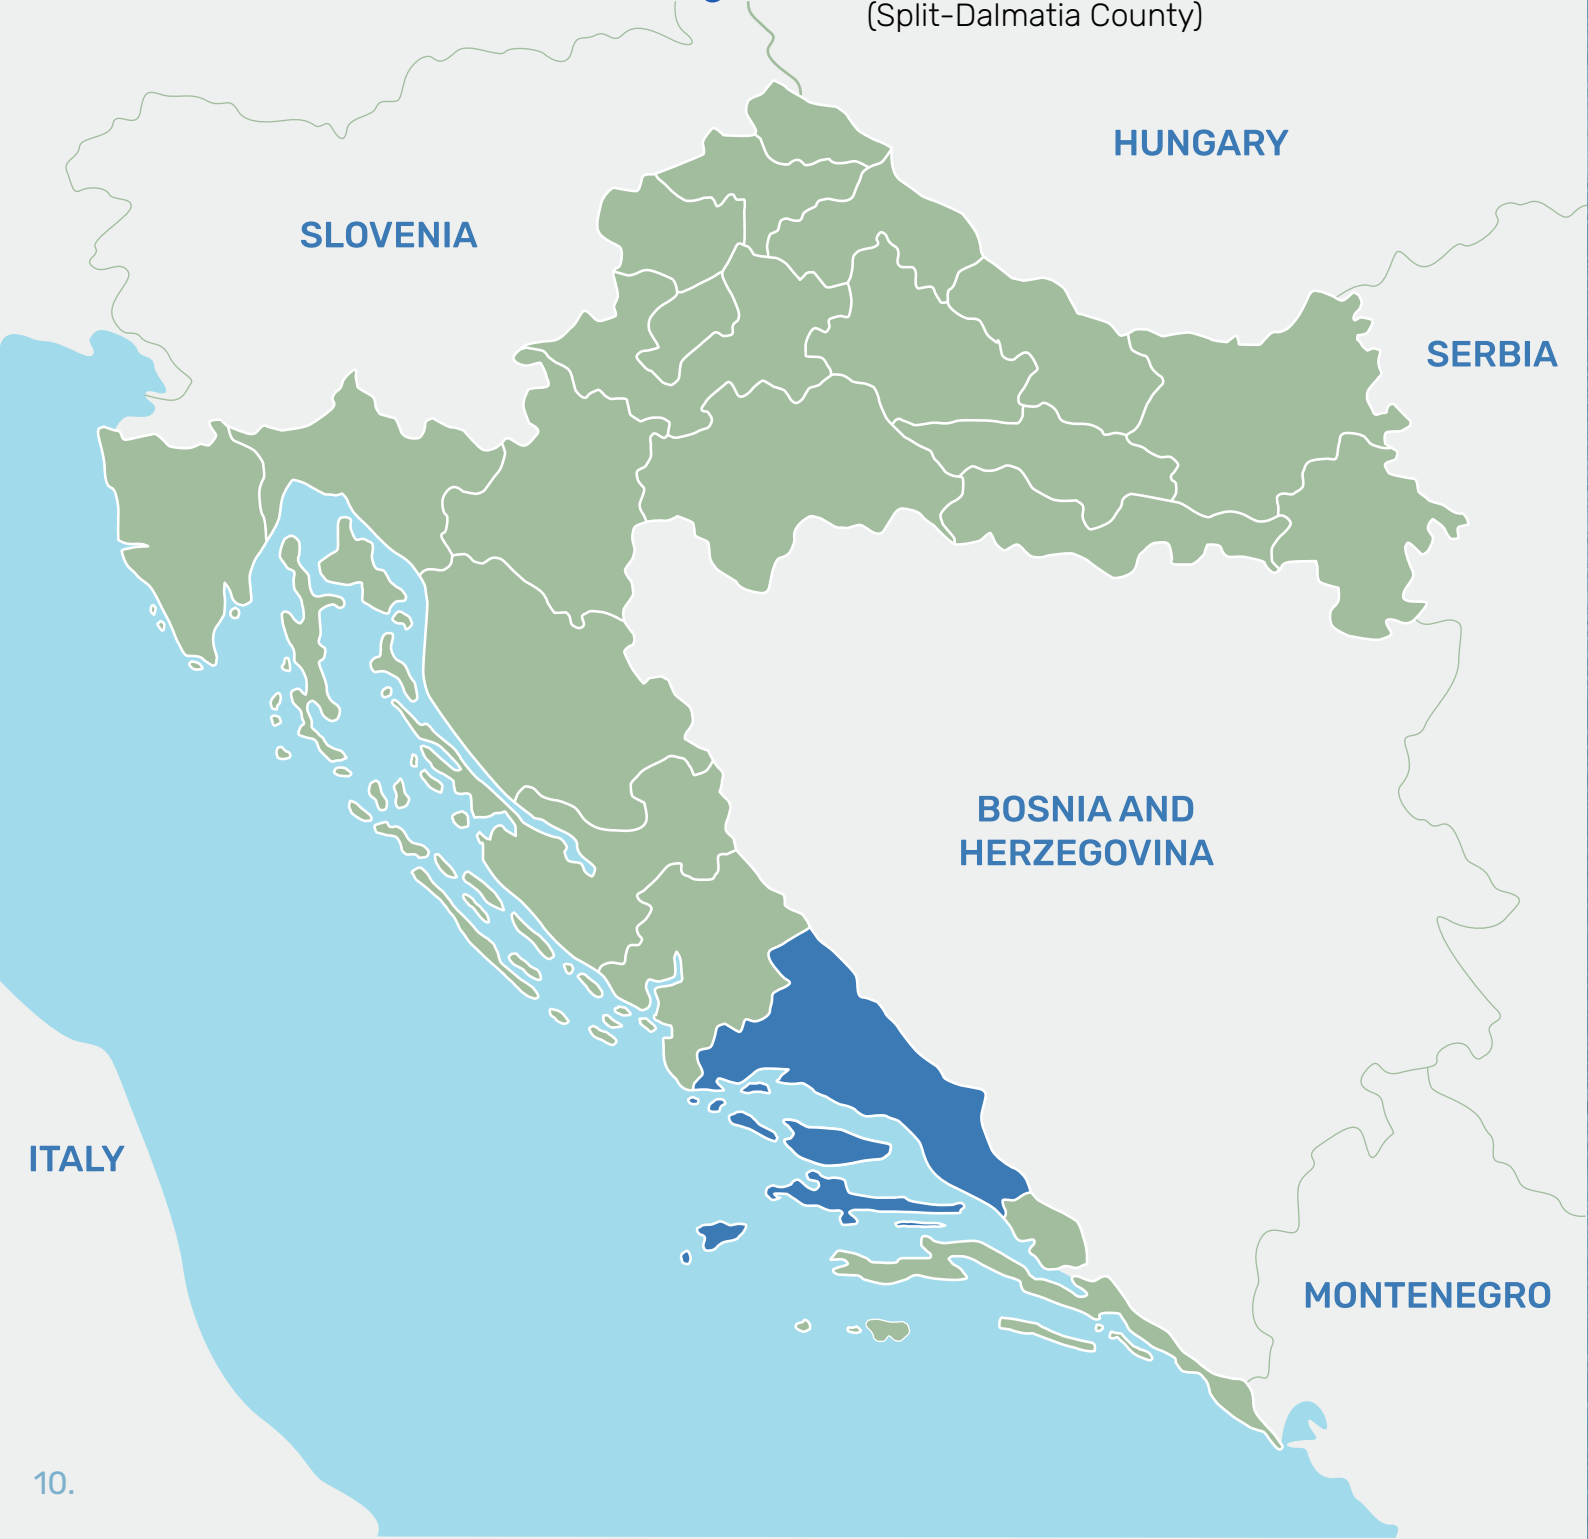 (Split-Dalmatia County)
HUNGARY
SLOVENIA
SERBIA
BOSNIA AND
HERZEGOVINA
ITALY
MONTENEGRO
10.